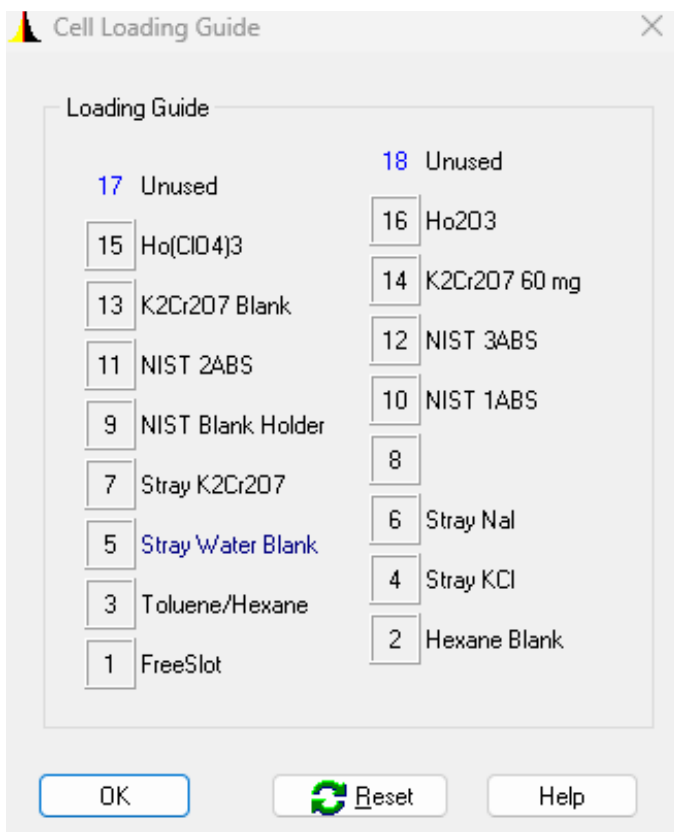 Cell Loading Guide
Loading Guide
17 Unused
18 Unused
15 Ho(ClO4)3
16 Ho2O3
13 K2Cr2O7 Blank
14 K2Cr2O7 60 mg
11 NIST 2ABS
12 NIST 3ABS
9 NIST Blank Holder
10 NIST 1ABS
7 Stray K2Cr2O7
8
5 Stray Water Blank
6 Stray NaI
3 Toluene/Hexane
4 Stray KCl
1 FreeSlot
2 Hexane Blank
OK
Reset
Help